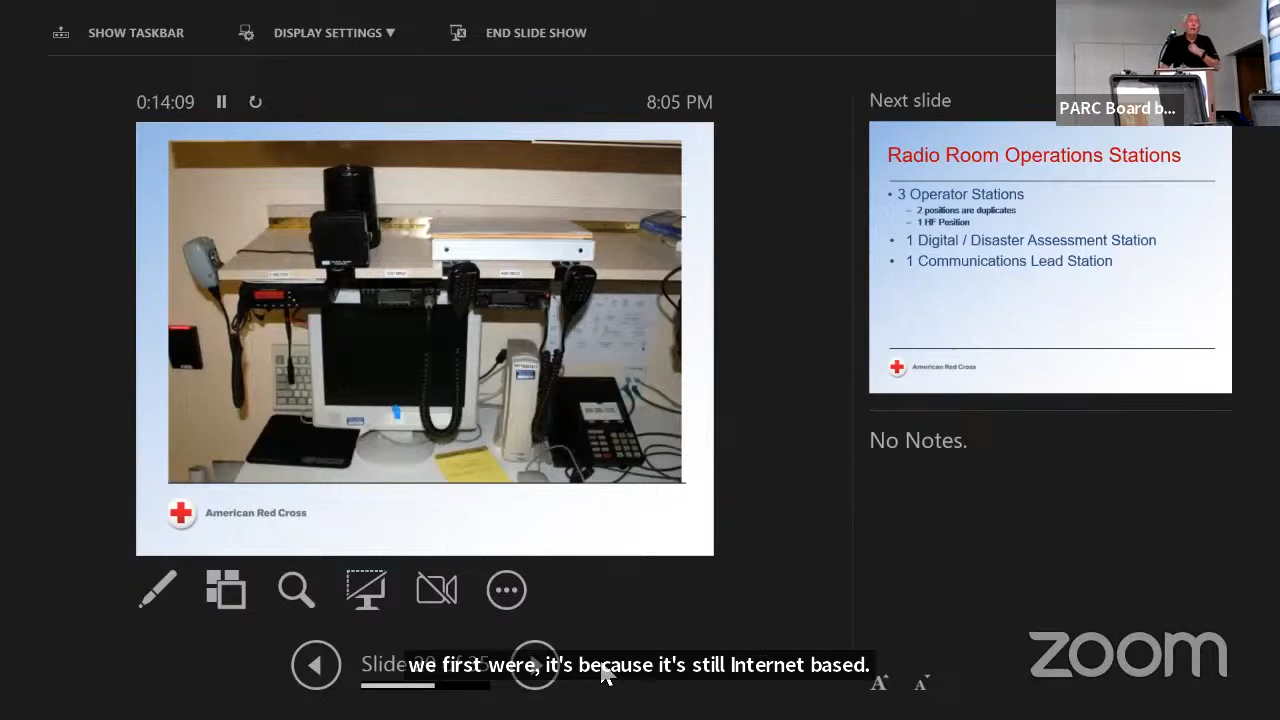 SHOW TASKBAR
DISPLAY SETTINGS ▼
END SLIDE SHOW
PARC Board b...
0:14:09
8:05 PM
Next slide
Radio Room Operations Stations
• 3 Operator Stations
– 2 positions are duplicates
– 1 HF Position
• 1 Digital / Disaster Assessment Station
• 1 Communications Lead Station
American Red Cross
No Notes.
American Red Cross
Slide
we first were, it's because it's still Internet based.
A A
zoom